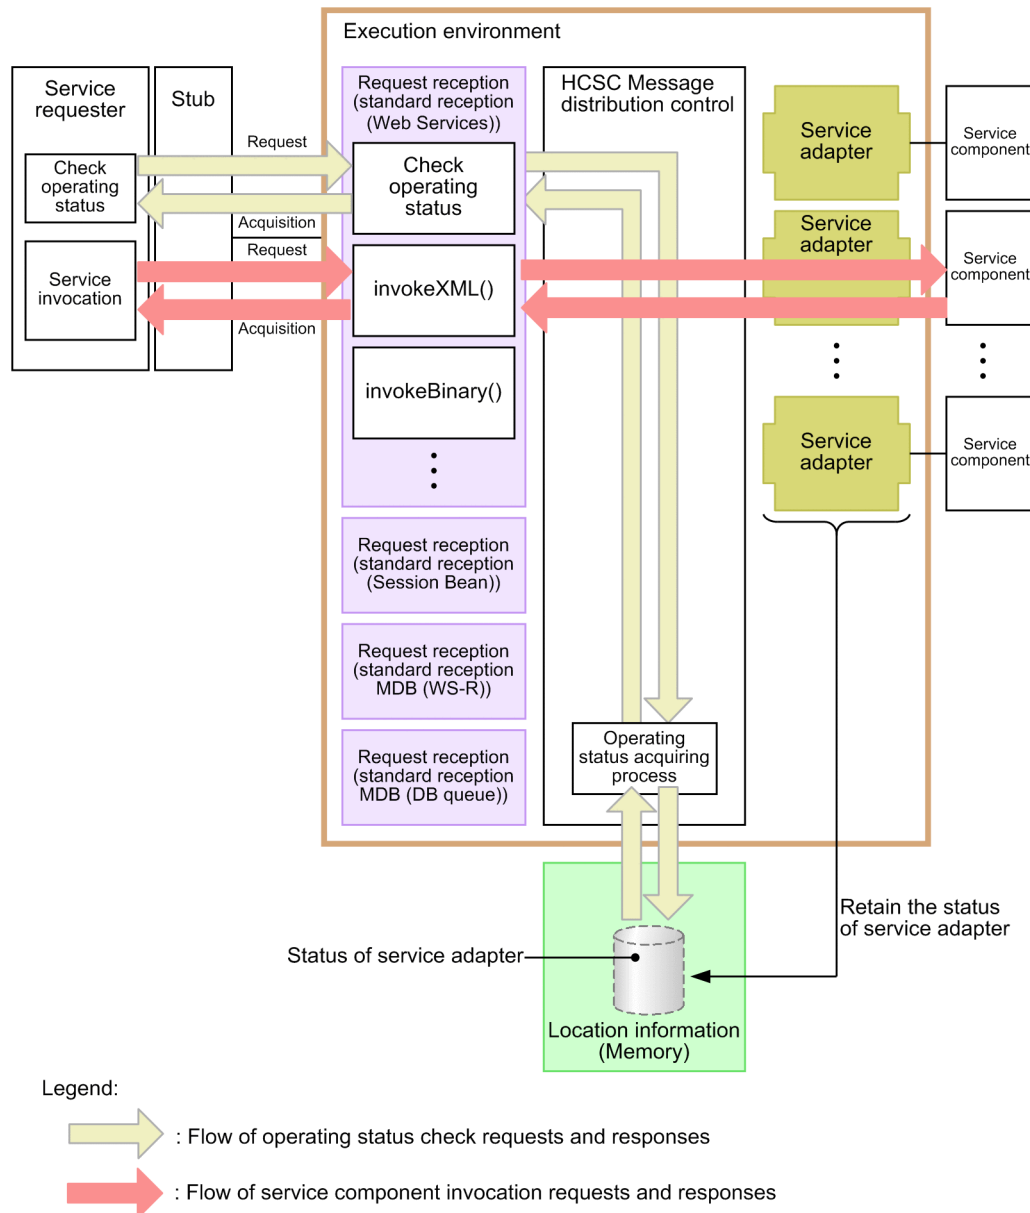 Execution environment
Service
requester
Stub
Check
operating
status
Service
invocation
Request
Acquisition
Request
Acquisition
Request reception
(standard reception
(Web Services))
Check
operating
status
invokeXML()
invokeBinary()
Request reception
(standard reception
(Session Bean))
Request reception
(standard reception
MDB (WS-R))
Request reception
(standard reception
MDB (DB queue))
HCSC Message
distribution control
Operating
status acquiring
process
Service
adapter
Service
component
Service
adapter
Service
component
Service
adapter
Service
component
Retain the status
of service adapter
Status of service adapter
Location information
(Memory)
Legend:
: Flow of operating status check requests and responses
: Flow of service component invocation requests and responses